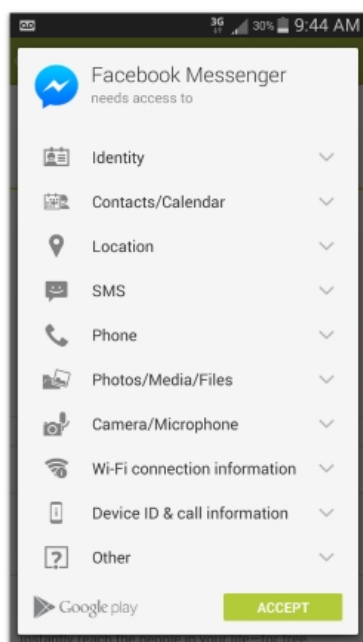 3G 30% 9:44 AM
Facebook Messenger
needs access to
Identity
Contacts/Calendar
Location
SMS
Phone
Photos/Media/Files
Camera/Microphone
Wi-Fi connection information
Device ID & call information
? Other
Google play ACCEPT